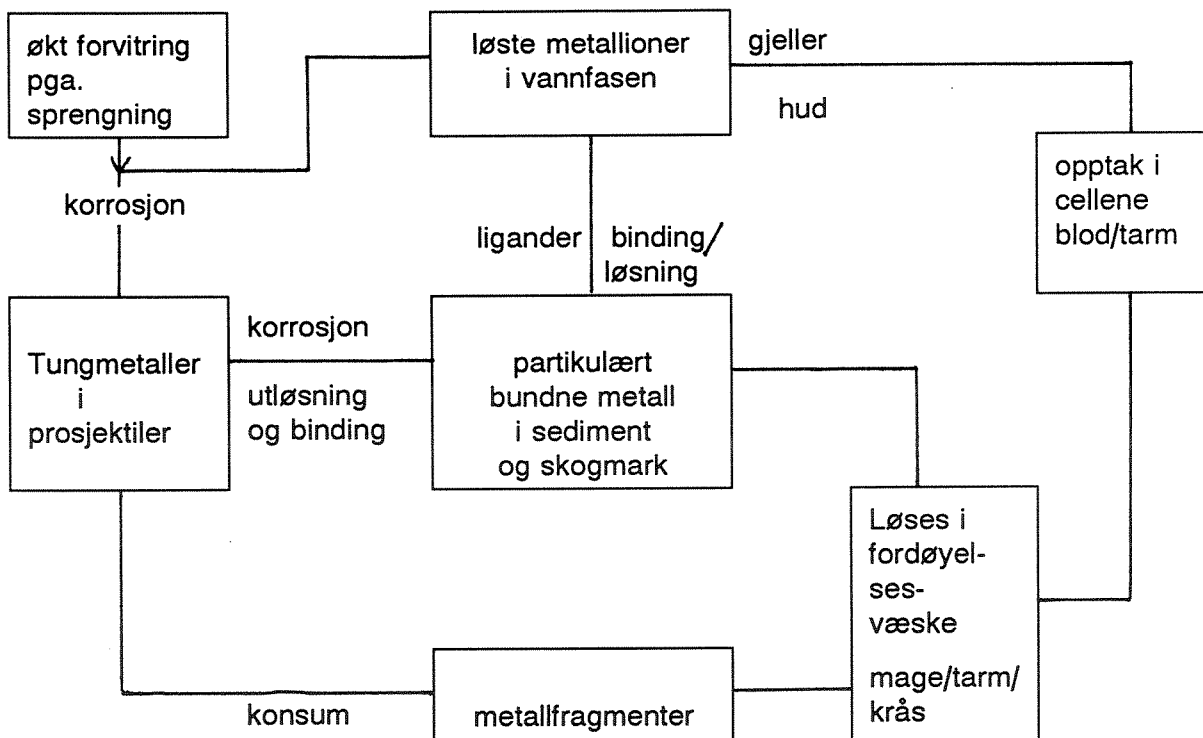 økt forvitring
pga.
sprengning
løste metallioner
i vannfasen
gjeller
hud
opptak i
cellene
blod/tarm
korrosjon
ligander
binding/
løsning
Tungmetaller
i
prosjektiler
korrosjon
utløsning
og binding
partikulært
bundne metall
i sediment
og skogmark
Løses i
fordøyel-
ses-
væske
mage/tarm/
krås
konsum
metallfragmenter